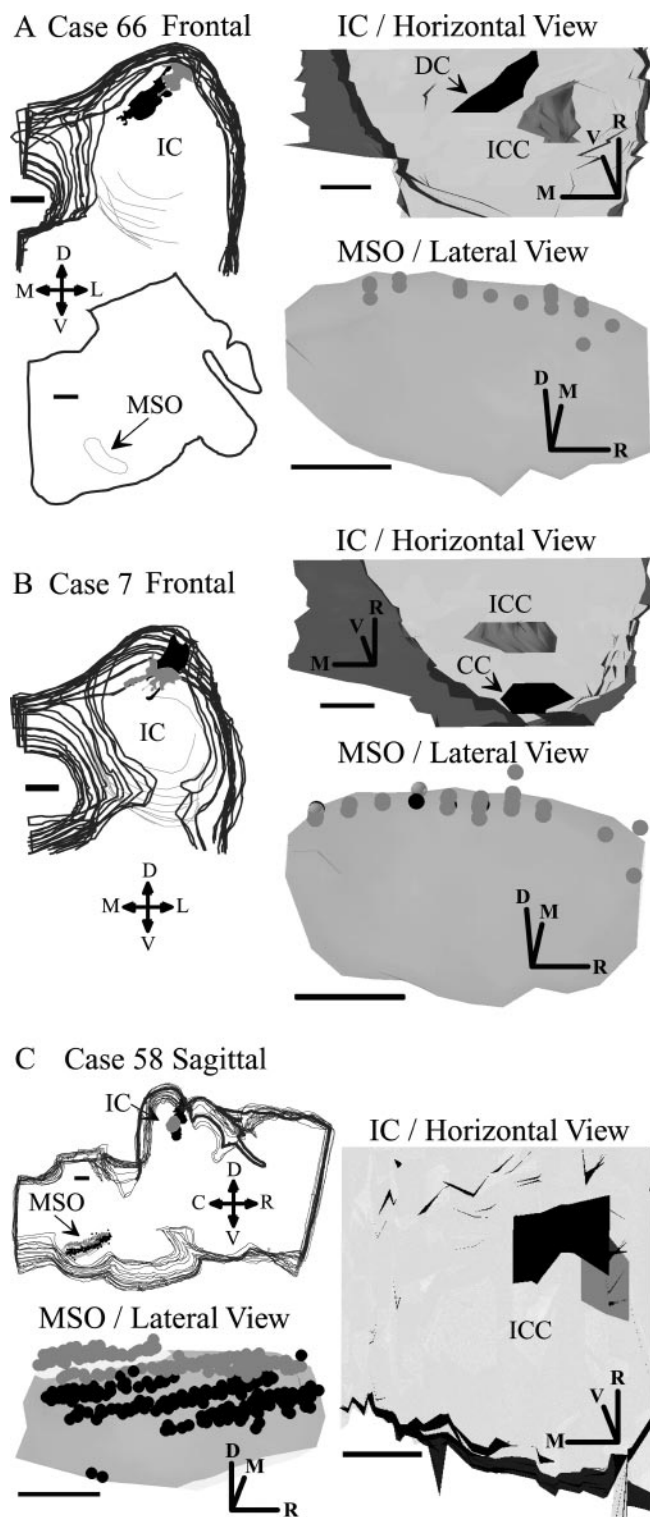 A Case 66 Frontal
IC
D
M L
V
MSO
IC / Horizontal View
DC
ICC
R
V
M
MSO / Lateral View
D
M
R
B Case 7 Frontal
IC
D
M L
V
IC / Horizontal View
R
V
M
ICC
CC
MSO / Lateral View
D
M
R
C Case 58 Sagittal
IC
D
C R
V
MSO
MSO / Lateral View
D
M
R
IC / Horizontal View
ICC
R
V
M